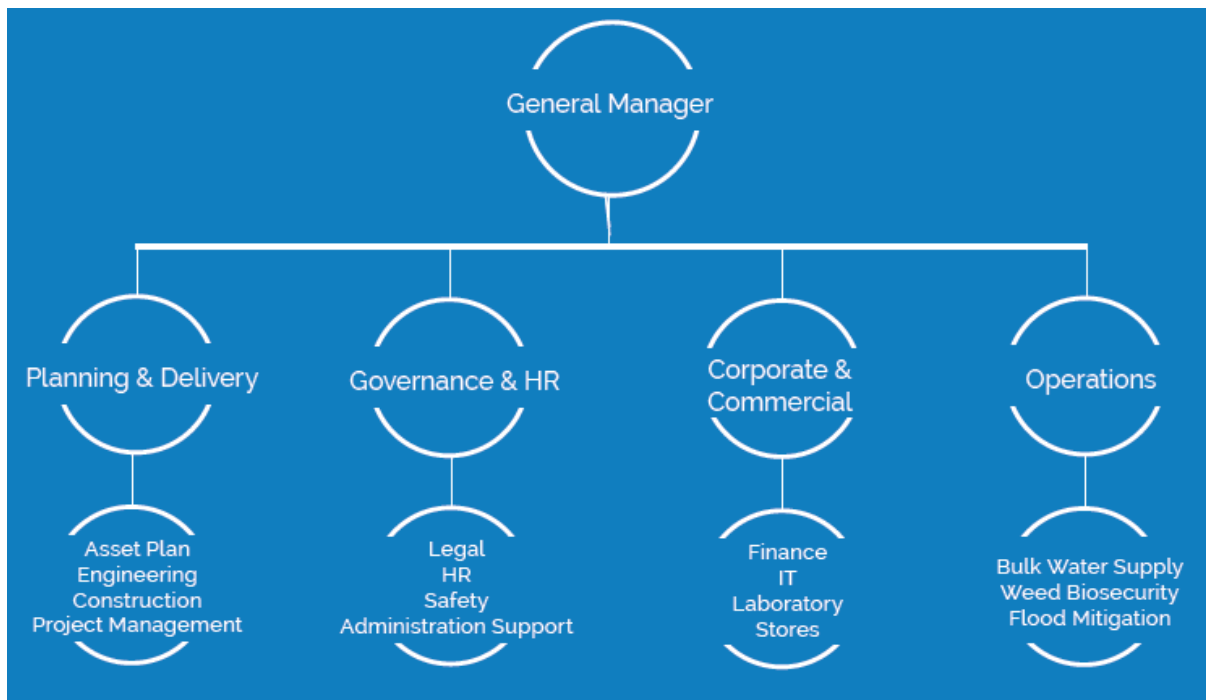 General Manager
Planning & Delivery
Governance & HR
Corporate &
Commercial
Operations
Asset Plan
Engineering
Construction
Project Management
Legal
HR
Safety
Administration Support
Finance
IT
Laboratory
Stores
Bulk Water Supply
Weed Biosecurity
Flood Mitigation